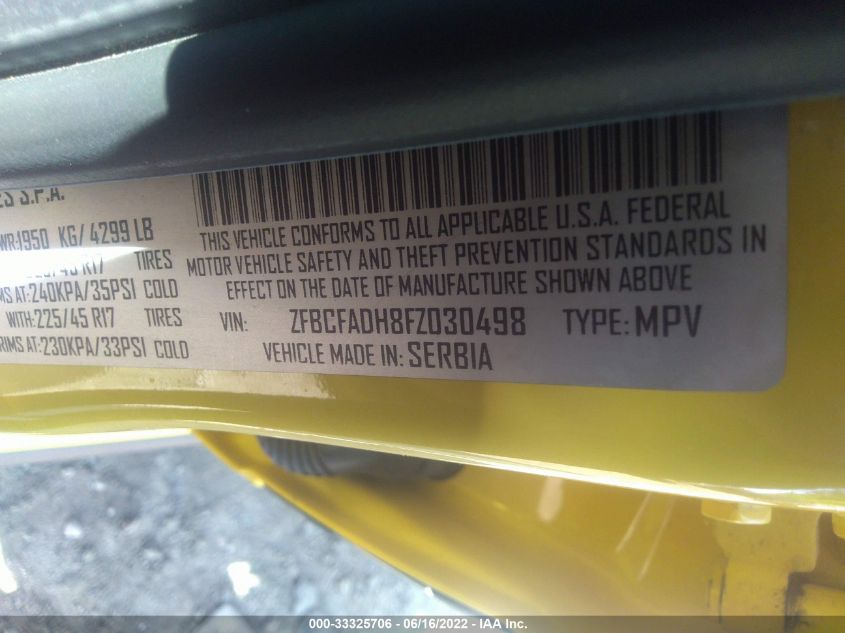 S.P.A.
1950 KG/ 4299 LB
R17 TIRES
AT:240KPA/35PSI COLD
WITH:225/45 R17 TIRES
RIMS AT:230KPA/33PSI COLD
THIS VEHICLE CONFORMS TO ALL APPLICABLE U.S.A. FEDERAL
MOTOR VEHICLE SAFETY AND THEFT PREVENTION STANDARDS IN
EFFECT ON THE DATE OF MANUFACTURE SHOWN ABOVE
VIN: ZFBCFADH8FZ030498 TYPE: MPV
VEHICLE MADE IN: SERBIA
000-33325706 - 06/16/2022 - IAA Inc.